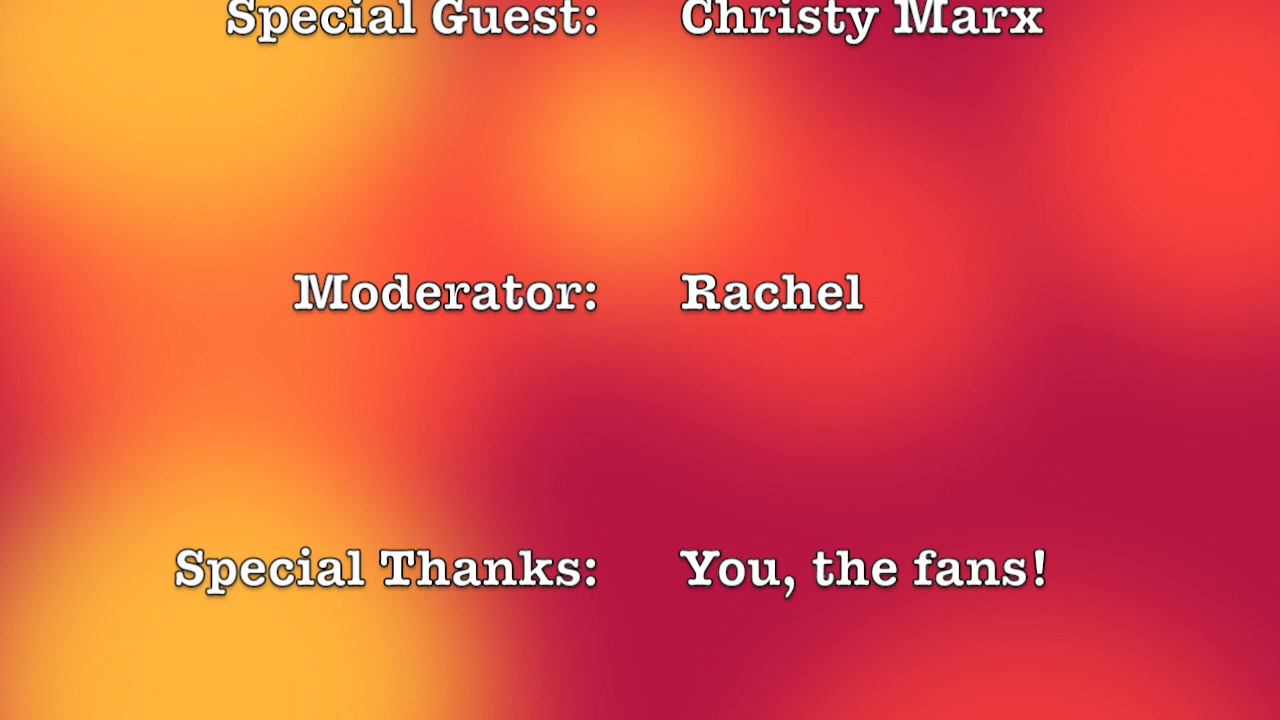 Special Guest: Christy Marx
Moderator: Rachel
Special Thanks: You, the fans!